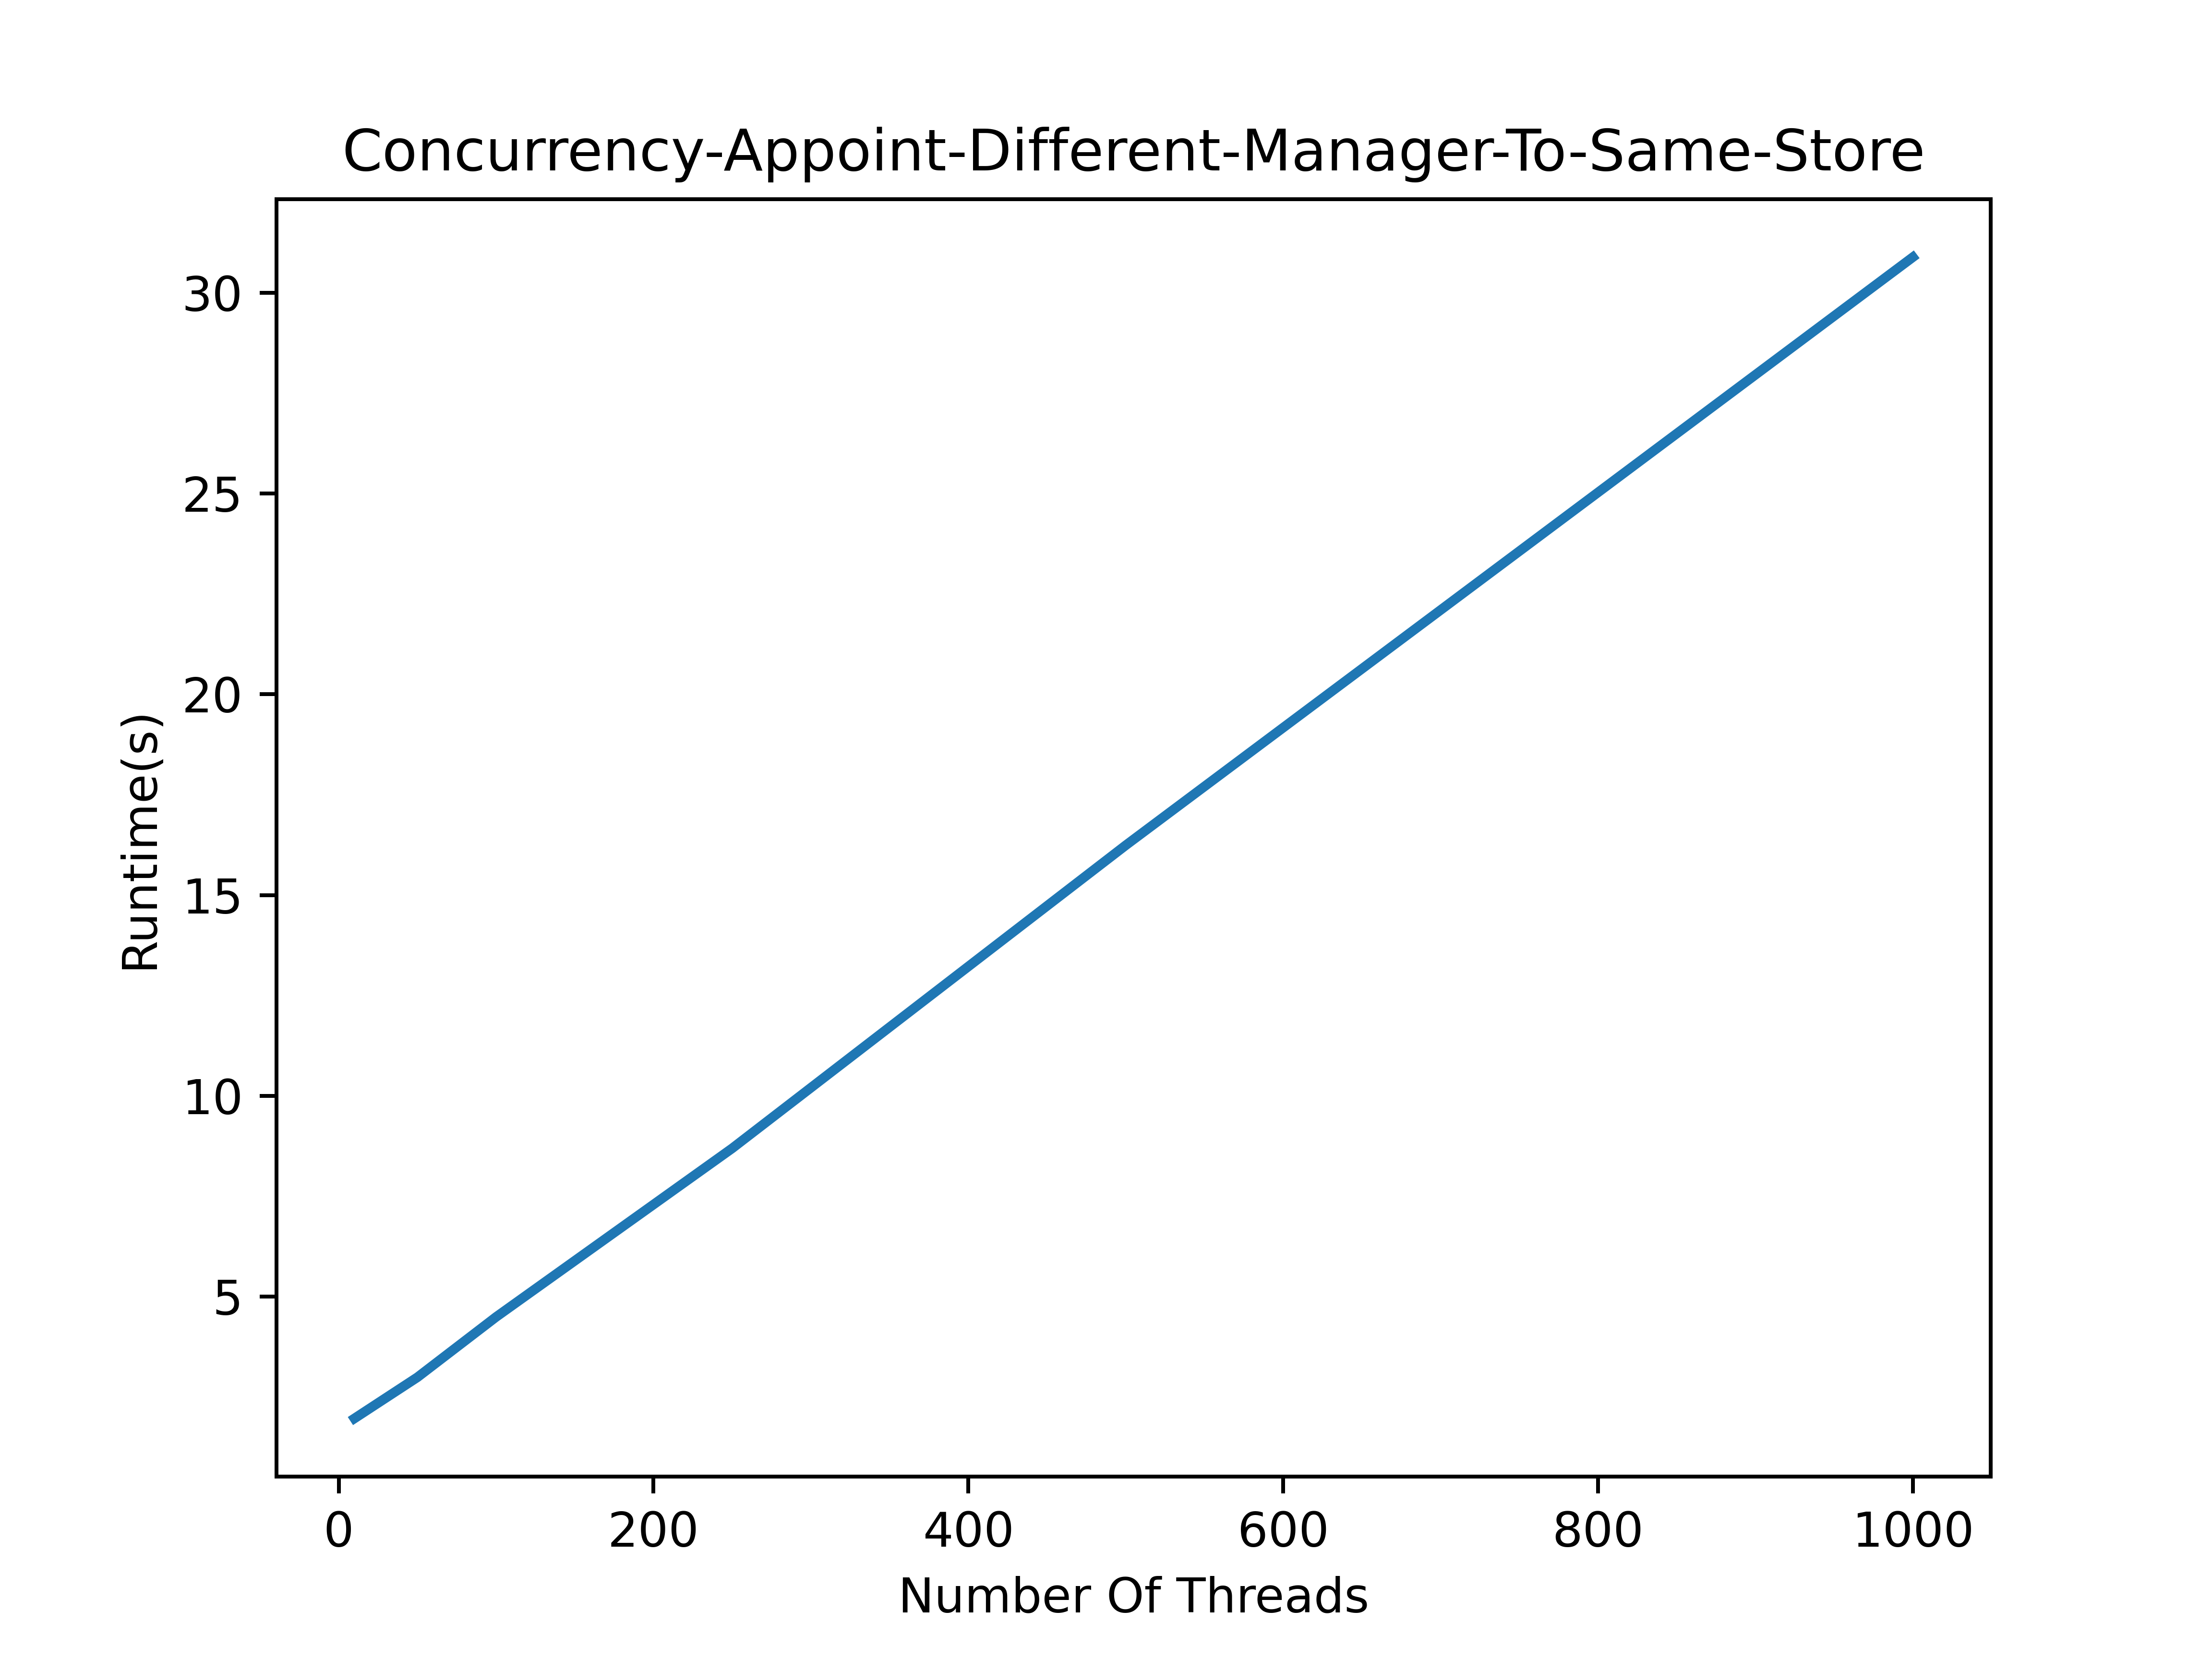 Concurrency-Appoint-Different-Manager-To-Same-Store
30
25
20
15
10
5
Runtime(s)
0 200 400 600 800 1000
Number Of Threads